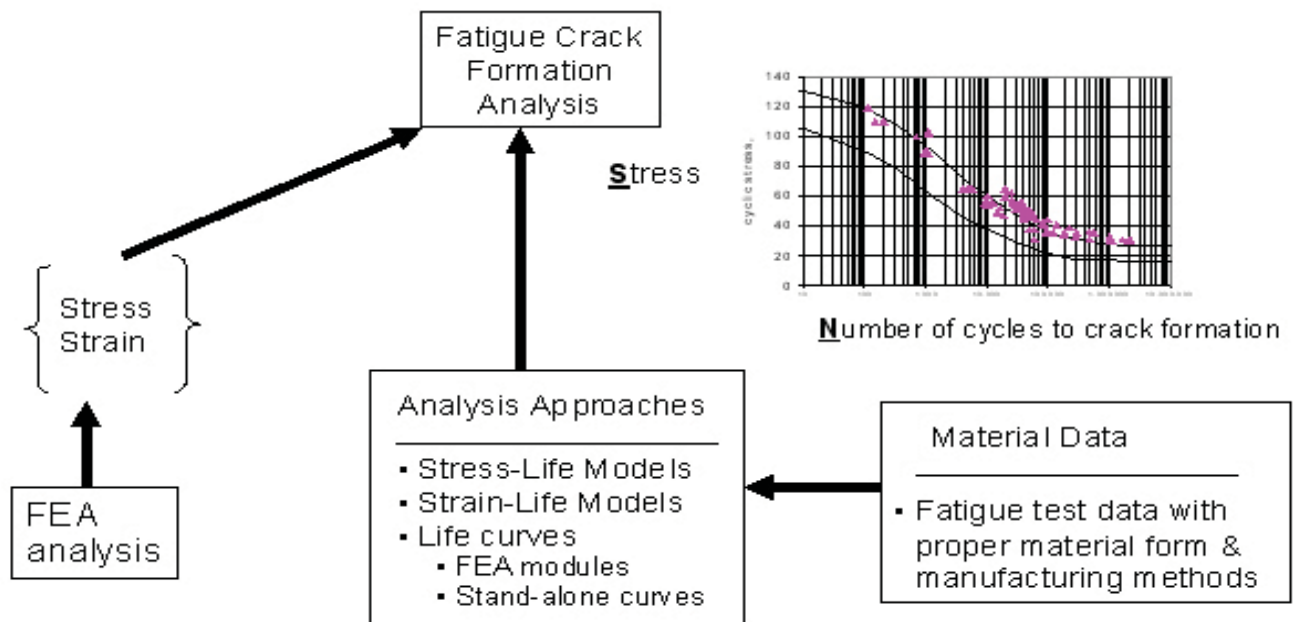 Fatigue Crack
Formation
Analysis
Stress
140
120
100
80
60
40
20
0
cyclic stress,
Number of cycles to crack formation
Stress
Strain
FEA
analysis
Analysis Approaches
▪ Stress-Life Models
▪ Strain-Life Models
▪ Life curves
▪ FEA modules
▪ Stand-alone curves
Material Data
▪ Fatigue test data with
proper material form &
manufacturing methods